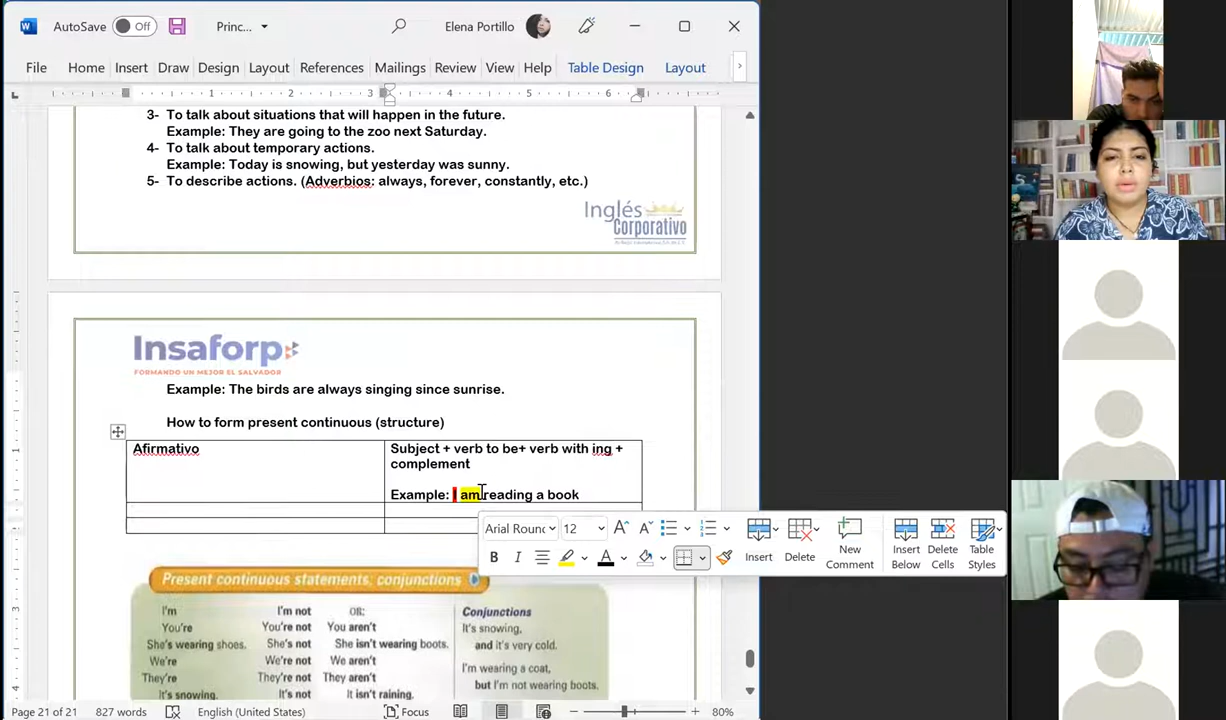 AutoSave Off Princ... Elena Portillo
File Home Insert Draw Design Layout References Mailings Review View Help Table Design Layout
1 2 3 4 5 6
3- To talk about situations that will happen in the future.
Example: They are going to the zoo next Saturday.
4- To talk about temporary actions.
Example: Today is snowing, but yesterday was sunny.
5- To describe actions. (Adverbios: always, forever, constantly, etc.)
Inglés
Corporativo
Insaforp
FORMANDO UN MEJOR EL SALVADOR
Example: The birds are always singing since sunrise.
How to form present continuous (structure)
Afirmativo
Subject + verb to be+ verb with ing +
complement
Example: I am reading a book
Arial Rounc 12
Insert Delete New Comment Insert Below Delete Cells Table Styles
B I A
Present continuous statements; conjunctions
I'm I'm not OR: Conjunctions
You're You're not You aren't It's snowing,
She's wearing shoes. She's not She isn't wearing boots. and it's very cold.
We're We're not We aren't I'm wearing a coat,
They're They're not They aren't but I'm not wearing boots.
It's snowing. It's not It isn't raining.
Page 21 of 21 827 words English (United States) Focus 80%